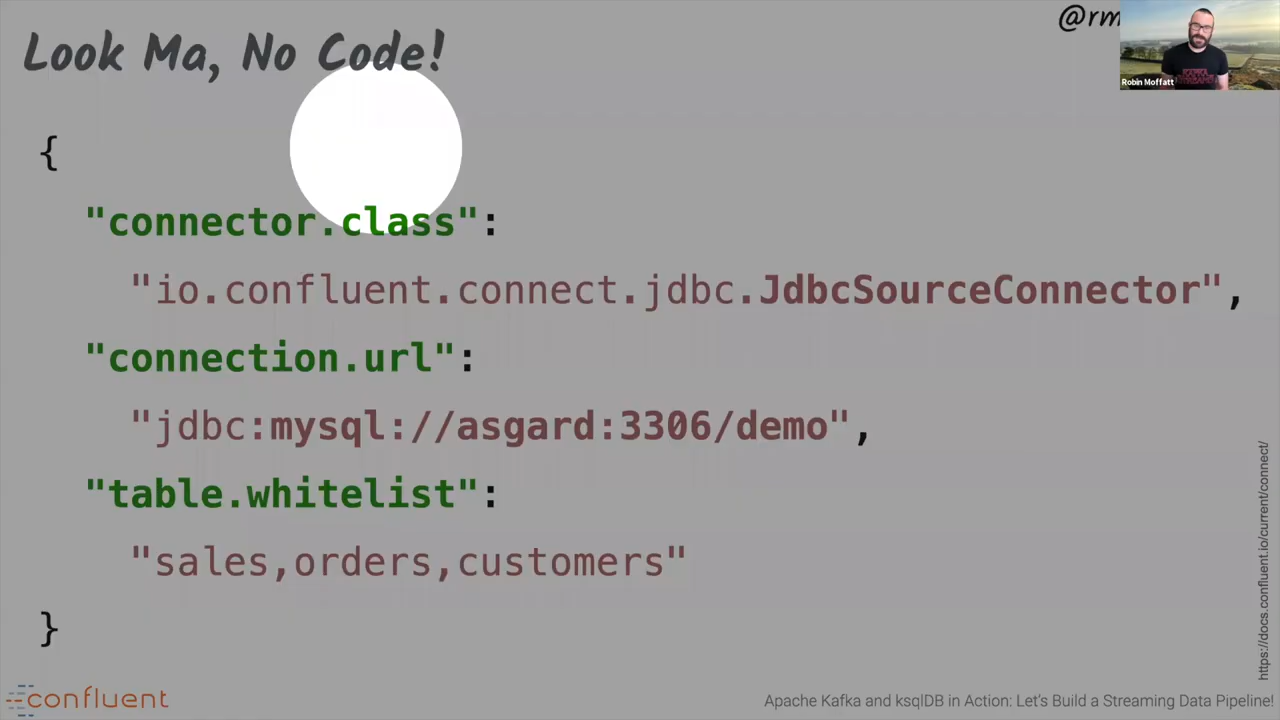 Look Ma, No Code!
@rm
Robin Moffatt
{
"connector.class":
"io.confluent.connect.jdbc.JdbcSourceConnector",
"connection.url":
"jdbc:mysql://asgard:3306/demo",
"table.whitelist":
"sales,orders,customers"
}
https://docs.confluent.io/current/connect/
confluent
Apache Kafka and ksqlDB in Action: Let's Build a Streaming Data Pipeline!